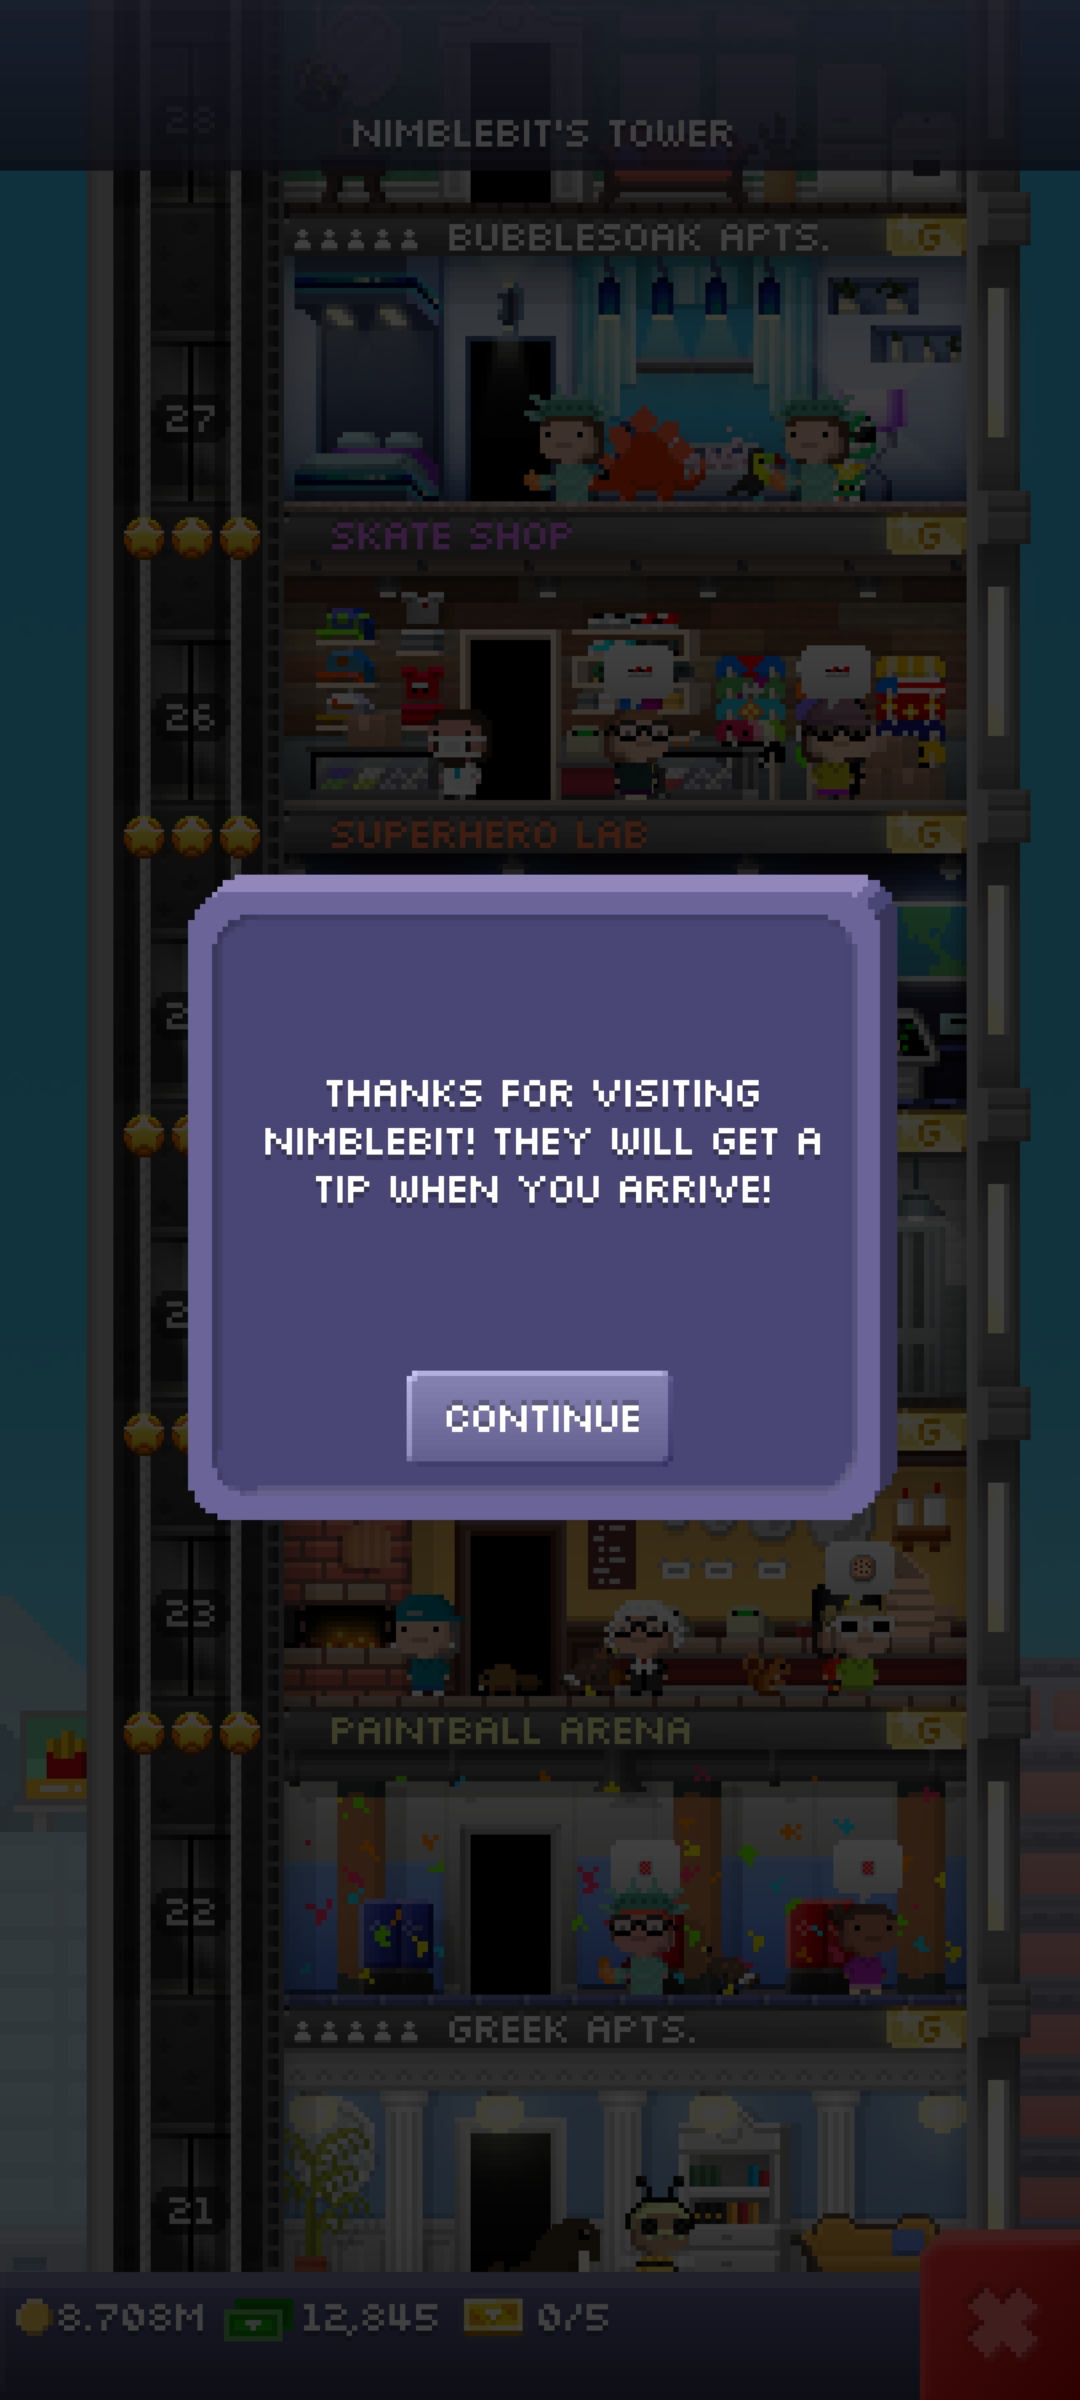 28
NIMBLEBIT'S TOWER
BUBBLESOAK APTS. G
27
SKATE SHOP G
26
SUPERHERO LAB G
G
THANKS FOR VISITING
NIMBLEBIT! THEY WILL GET A
TIP WHEN YOU ARRIVE!
CONTINUE
G
23
PAINTBALL ARENA G
22
GREEK APTS. G
21
8.708M 12,845 0/5